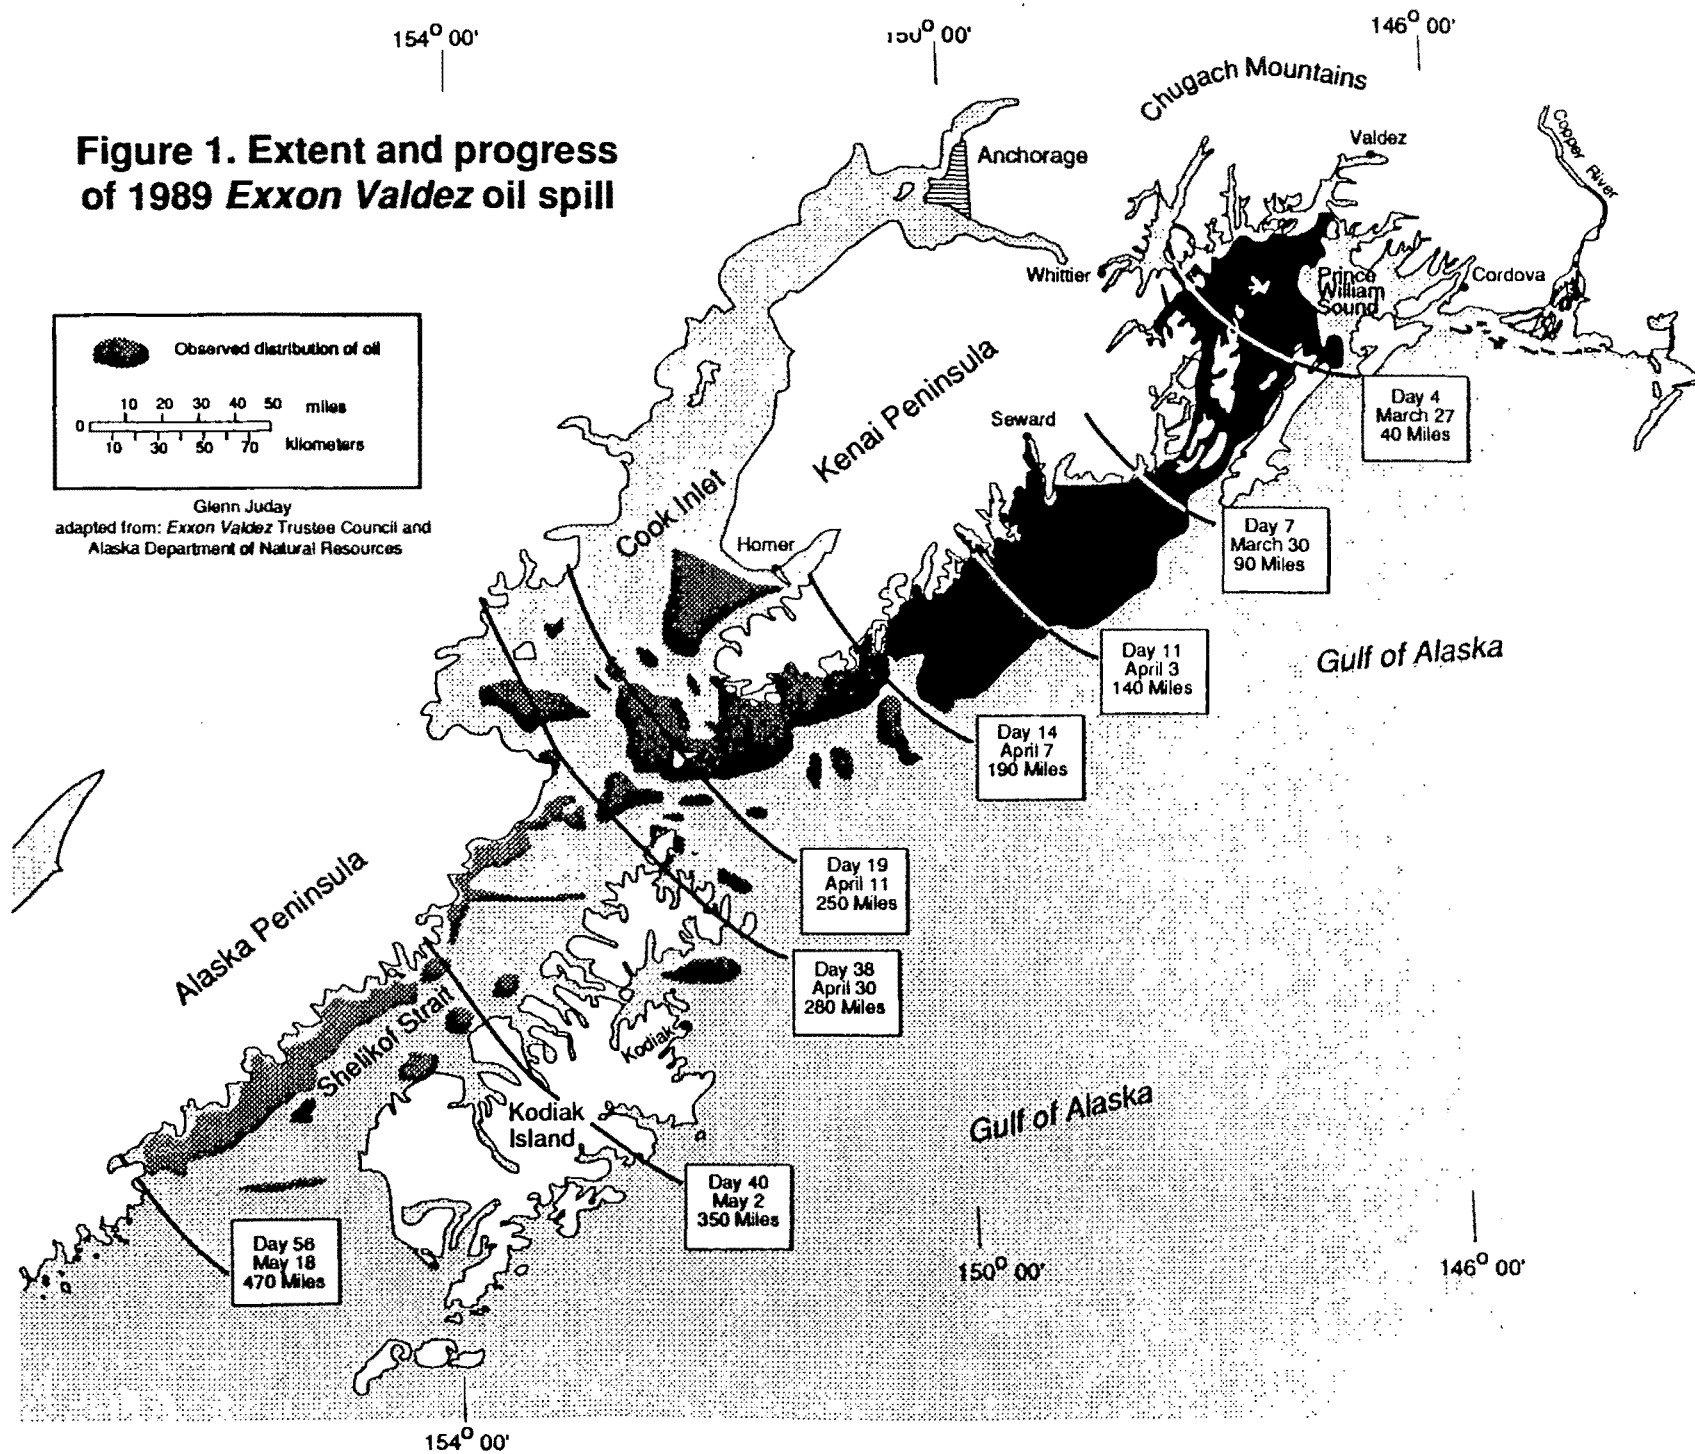 154° 00'
150° 00'
146° 00'
Chugach Mountains
Figure 1. Extent and progress
of 1989 Exxon Valdez oil spill
Anchorage
Valdez
Copper River
Whittier
Prince
William
Sound
Cordova
Observed distribution of oil
10 20 30 40 50 miles
0
10 30 50 70 kilometers
Glenn Juday
adapted from: Exxon Valdez Trustee Council and
Alaska Department of Natural Resources
Kenai Peninsula
Seward
Day 4
March 27
40 Miles
Cook Inlet
Homer
Day 7
March 30
90 Miles
Gulf of Alaska
Day 11
April 3
140 Miles
Day 14
April 7
190 Miles
Day 19
April 11
250 Miles
Alaska Peninsula
Day 38
April 30
280 Miles
Shelikof Strait
Kodiak
Kodiak
Island
Gulf of Alaska
Day 40
May 2
350 Miles
Day 56
May 18
470 Miles
150° 00'
146° 00'
154° 00'